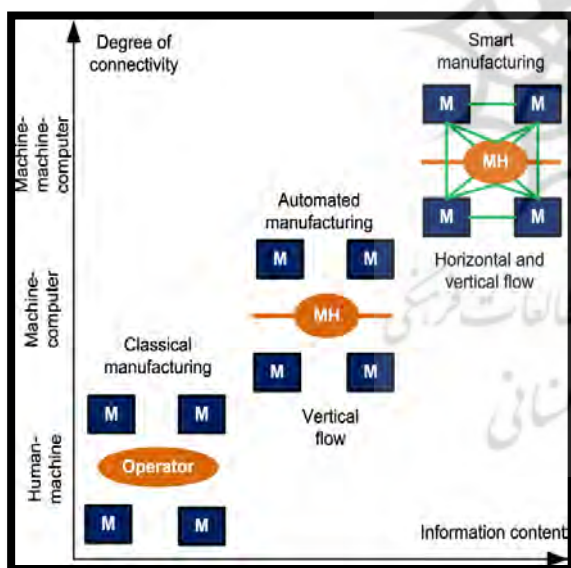 Degree of
connectivity
Smart
manufacturing
M
M
MH
M
M
Horizontal and
vertical flow
Machine-
machine-
computer
Automated
manufacturing
M
M
MH
M
M
Vertical
flow
Machine-
computer
Classical
manufacturing
M
M
Operator
M
M
Human-
machine
Information content